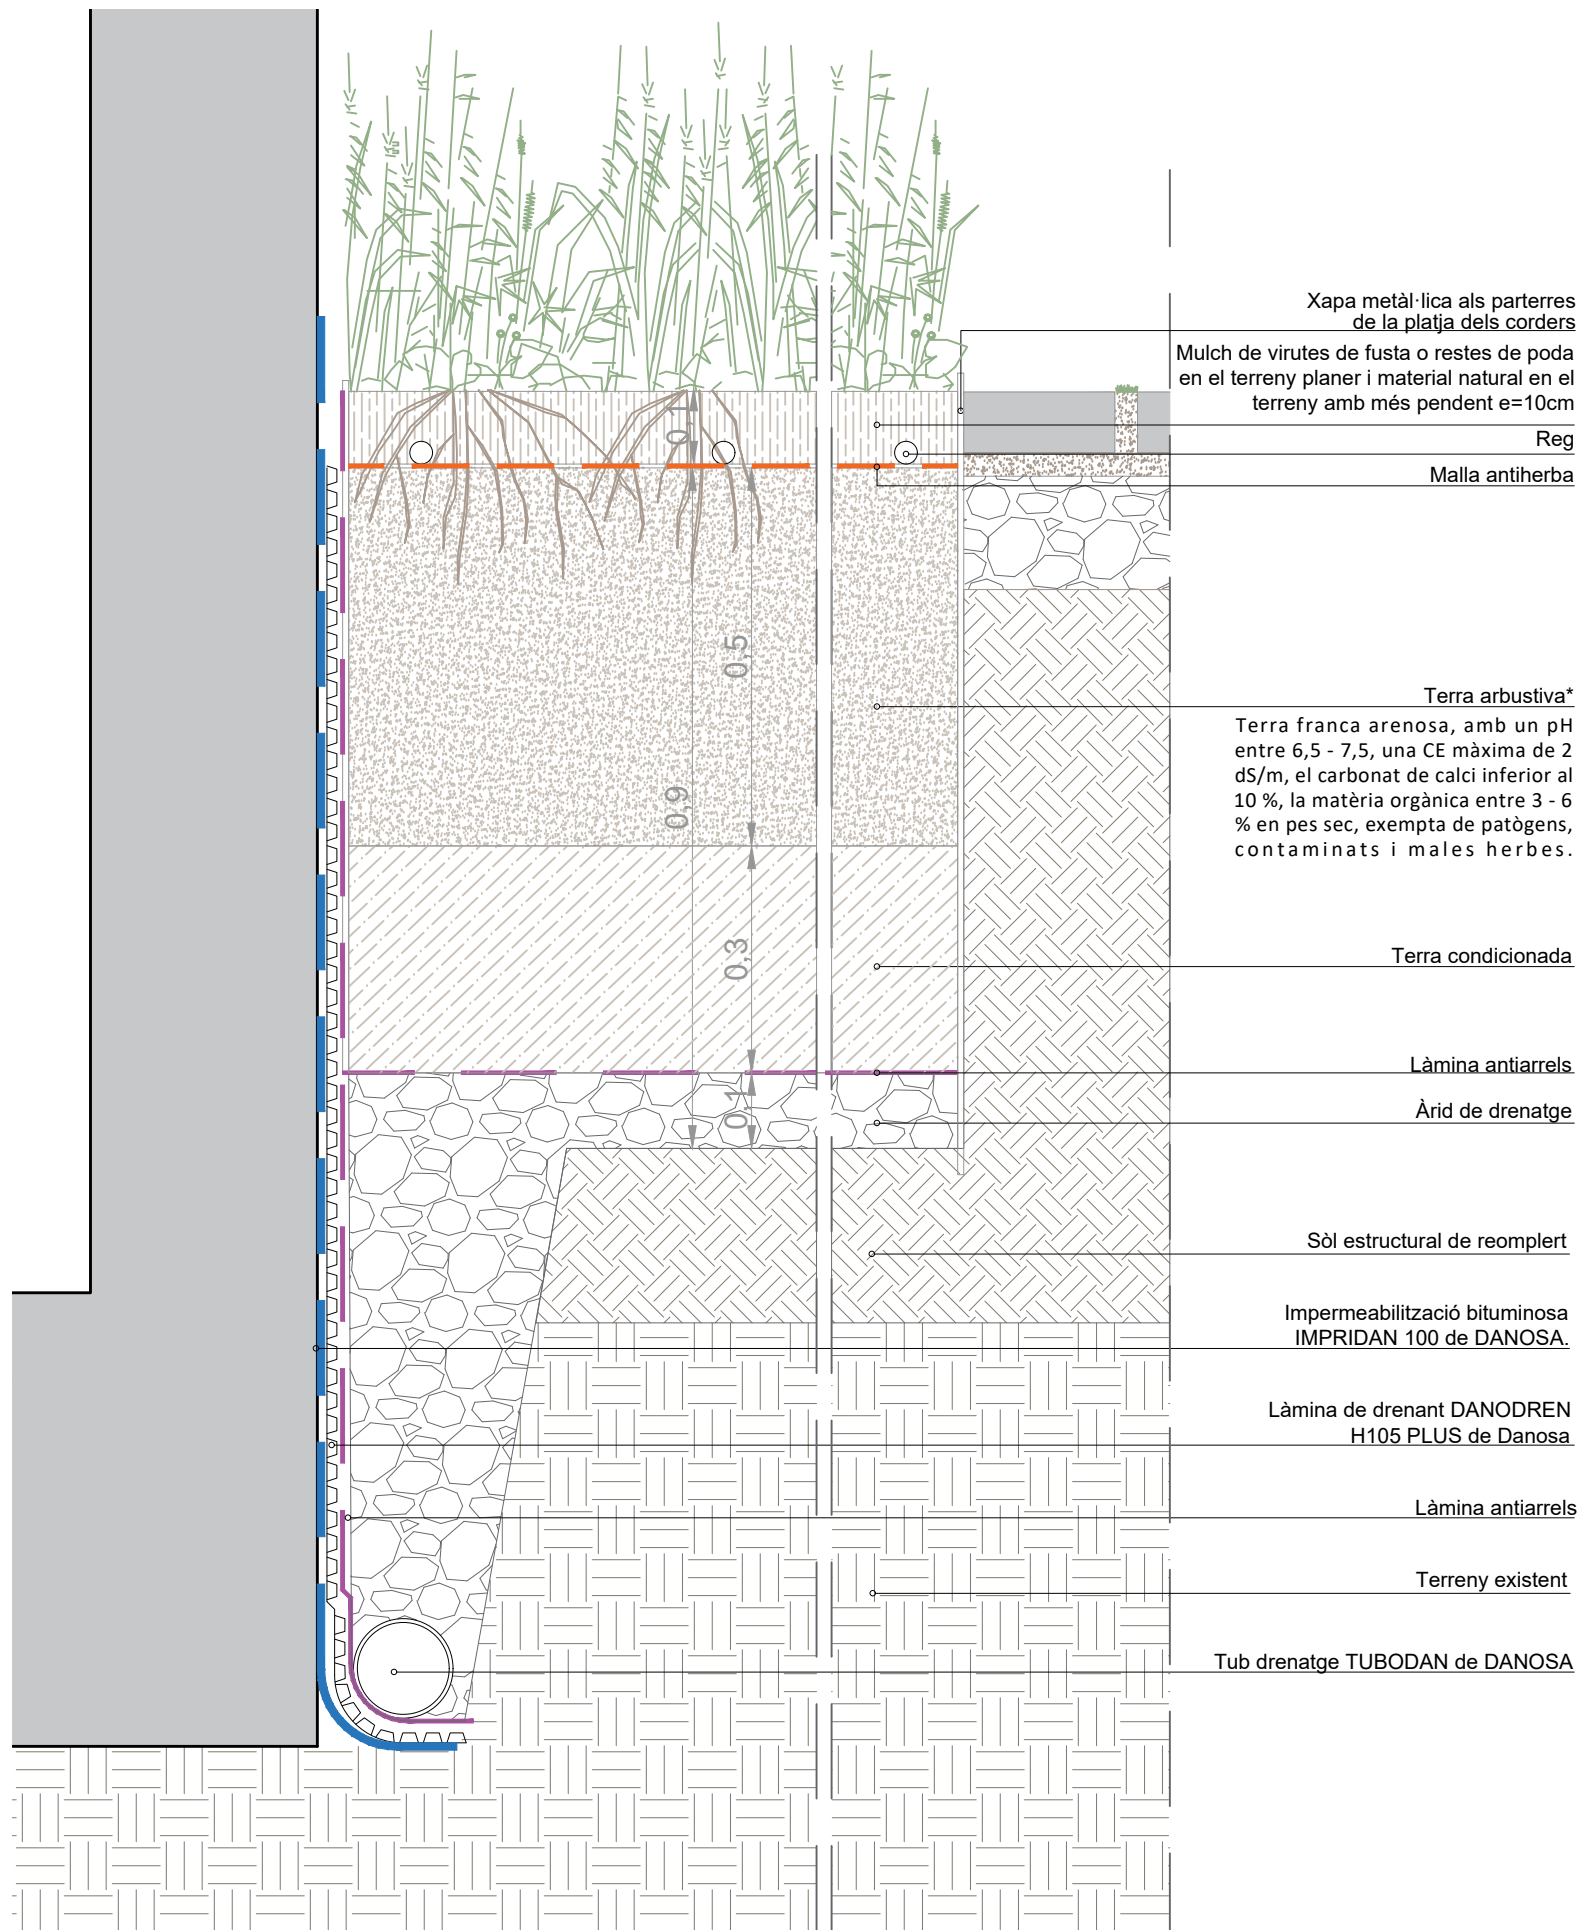 Xapa metàl·lica als parterres
de la platja dels corders
Mulch de virutes de fusta o restes de poda
en el terreny planer i material natural en el
terreny amb més pendent e=10cm
Reg
Malla antiherba
0,1
0,5
0,9
0,3
0,1
Terra arbustiva*
Terra franca arenosa, amb un pH
entre 6,5 - 7,5, una CE màxima de 2
dS/m, el carbonat de calci inferior al
10 %, la matèria orgànica entre 3 - 6
% en pes sec, exempta de patògens,
contaminats i males herbes.
Terra condicionada
Làmina antiarrels
Àrid de drenatge
Sòl estructural de reomplert
Impermeabilització bituminosa
IMPRIDAN 100 de DANOSA.
Làmina de drenant DANODREN
H105 PLUS de Danosa
Làmina antiarrels
Terreny existent
Tub drenatge TUBODAN de DANOSA